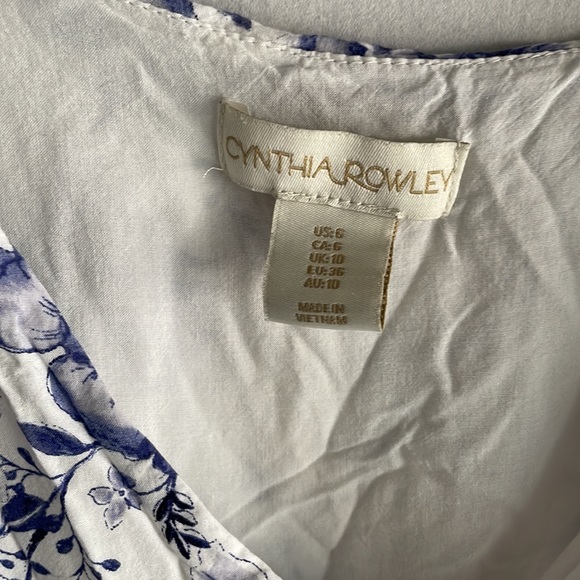 CYNTHIA ROWLEY
US: 6
CA: 6
UK: 10
EU: 36
AU: 10
MADE IN
VIETNAM